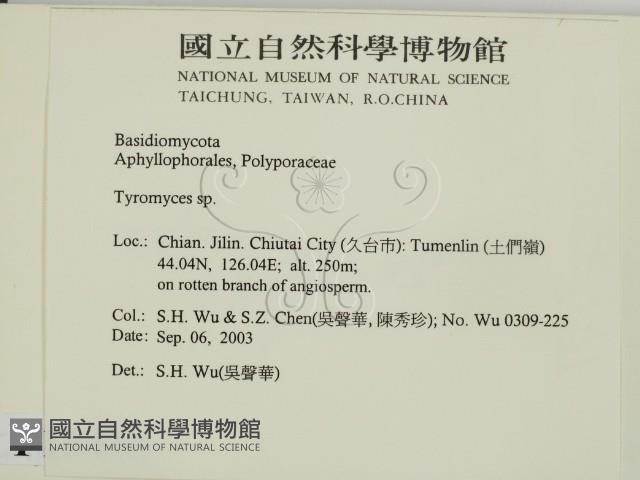 國立自然科學博物館
NATIONAL MUSEUM OF NATURAL SCIENCE
TAICHUNG, TAIWAN, R.O.CHINA
Basidiomycota
Aphyllophorales, Polyporaceae
Tyromyces sp.
Loc.: Chian. Jilin. Chiutai City (久台市): Tumenlin (土們嶺)
44.04N, 126.04E; alt. 250m;
on rotten branch of angiosperm.
Col.: S.H. Wu & S.Z. Chen(吳聲華, 陳秀珍); No. Wu 0309-225
Date: Sep. 06, 2003
Det.: S.H. Wu(吳聲華)
國立自然科學博物館
NATIONAL MUSEUM OF NATURAL SCIENCE